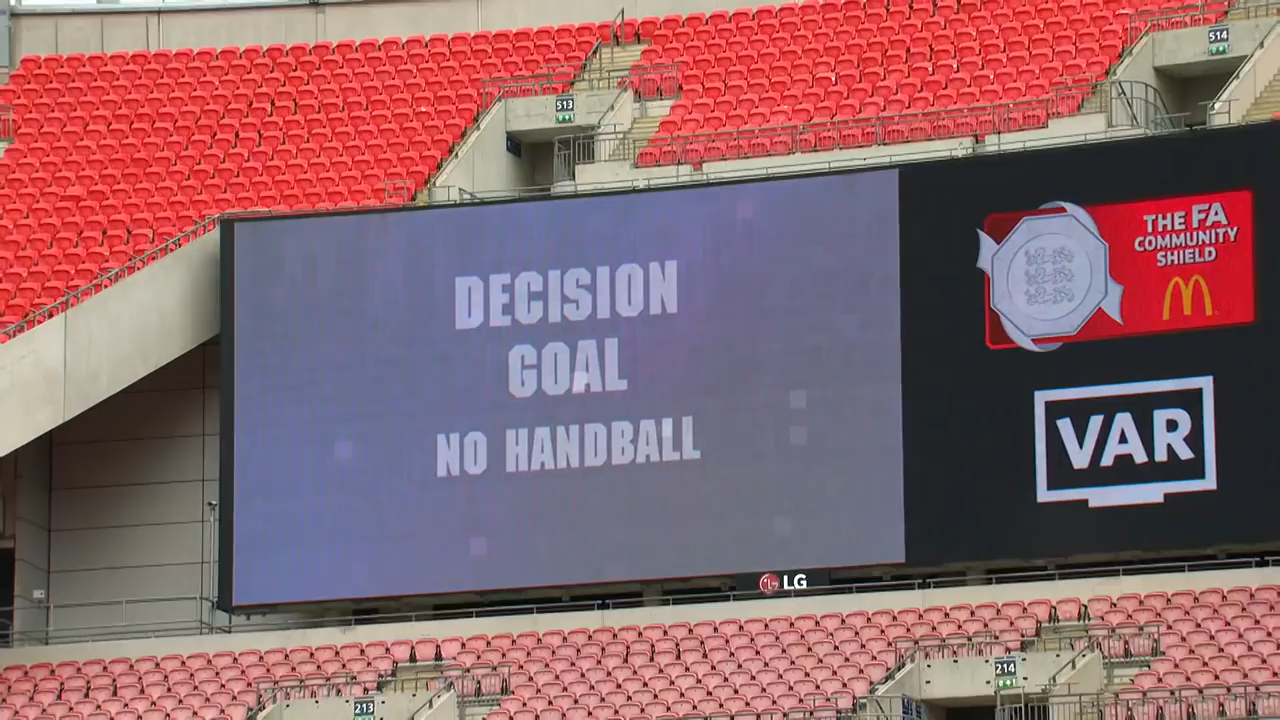 514
513
DECISION
GOAL
NO HANDBALL
THE FA
COMMUNITY
SHIELD
VAR
LG
214
213